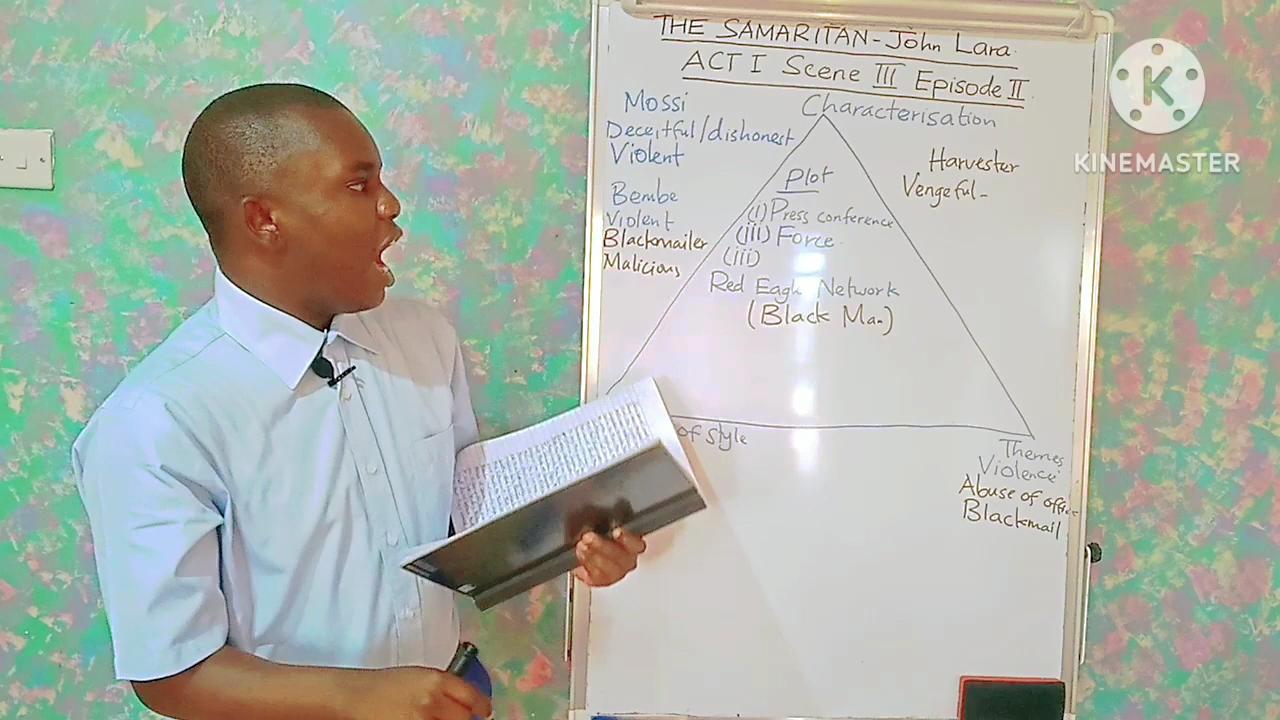 THE SAMARITAN - John Lara.
ACT I Scene III Episode II
Characterisation
Mossi
Deceitful/dishonest
Violent
Bembe
Violent
Blackmailer
Malicious
Plot
(i) Press conference
(iii) Force
(iii)
Red Eagle Network
(Black Man)
Harvester
Vengeful-
of style
Themes
Violence
Abuse of office
Blackmail
K
KINEMASTER